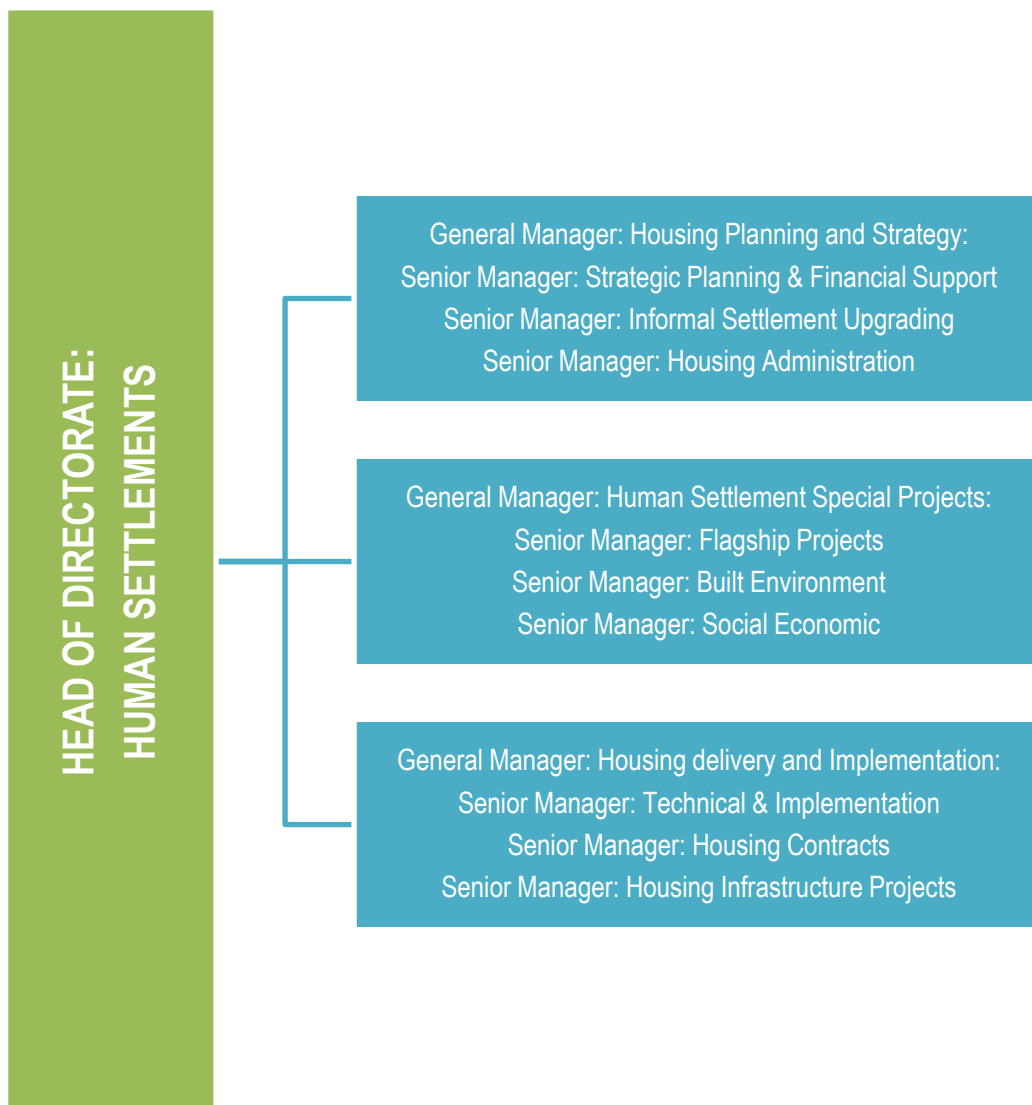 HEAD OF DIRECTORATE:
HUMAN SETTLEMENTS
General Manager: Housing Planning and Strategy:
Senior Manager: Strategic Planning & Financial Support
Senior Manager: Informal Settlement Upgrading
Senior Manager: Housing Administration
General Manager: Human Settlement Special Projects:
Senior Manager: Flagship Projects
Senior Manager: Built Environment
Senior Manager: Social Economic
General Manager: Housing delivery and Implementation:
Senior Manager: Technical & Implementation
Senior Manager: Housing Contracts
Senior Manager: Housing Infrastructure Projects